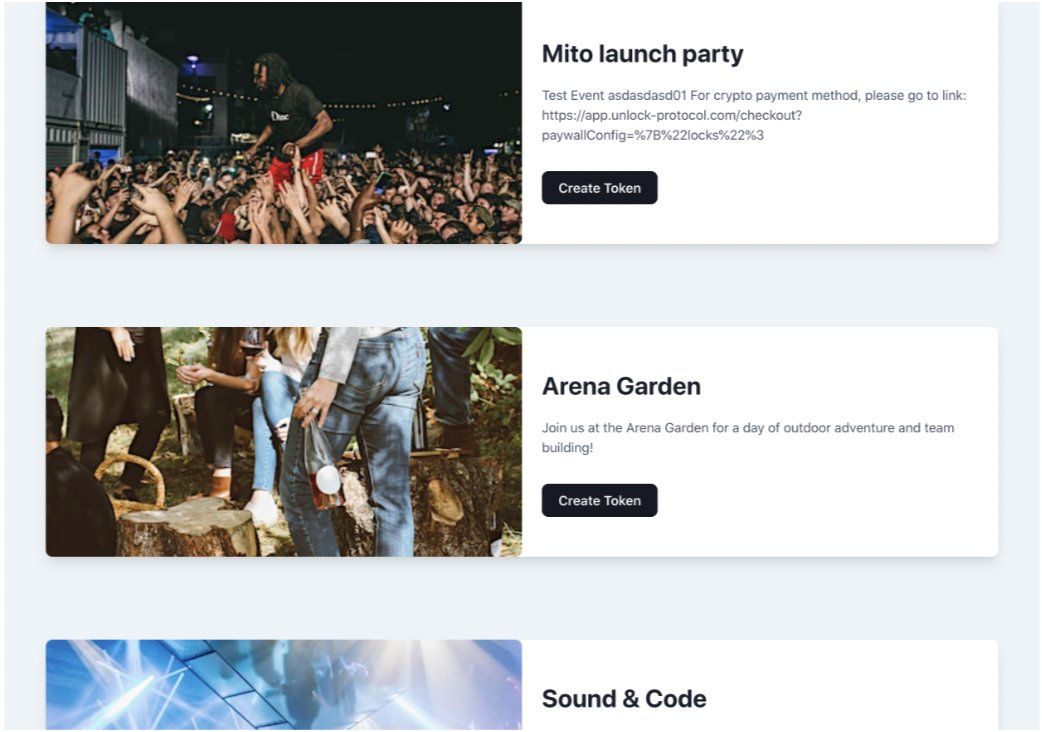 Mito launch party
Test Event asdasdasd01 For crypto payment method, please go to link:
https://app.unlock-protocol.com/checkout?
paywallConfig=%7B%22locks%22%3
Create Token
Arena Garden
Join us at the Arena Garden for a day of outdoor adventure and team
building!
Create Token
Sound & Code